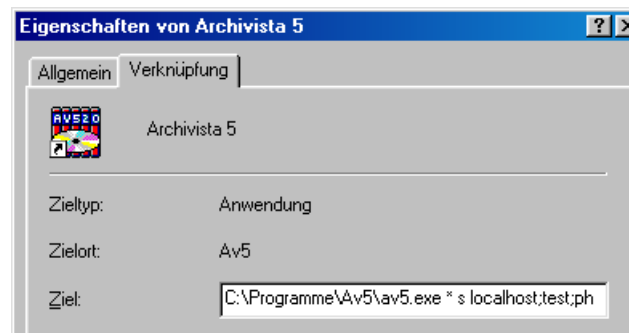 Eigenschaften von Archivista 5
Allgemein Verknüpfung
AV520
Archivista 5
Zieltyp: Anwendung
Zielort: Av5
Ziel: C:\Programme\Av5\av5.exe * s localhost;test;ph